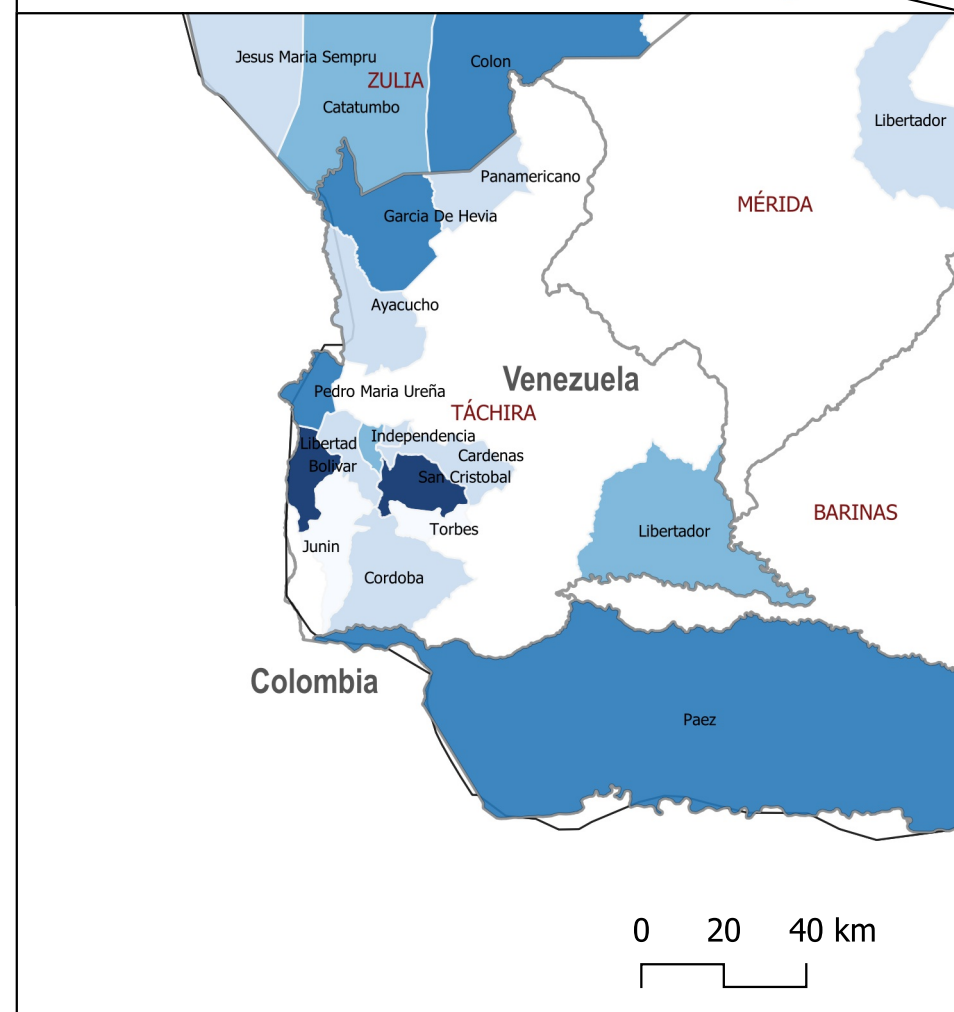 Jesus Maria Sempru
Colon
ZULIA
Catatumbo
Libertador
Panamericano
MÉRIDA
Garcia De Hevia
Ayacucho
Venezuela
Pedro Maria Ureña
TÁCHIRA
Independencia
Libertad
Cardenas
Bolivar
San Cristobal
BARINAS
Torbes
Libertador
Junin
Cordoba
Colombia
Paez
0 20 40 km